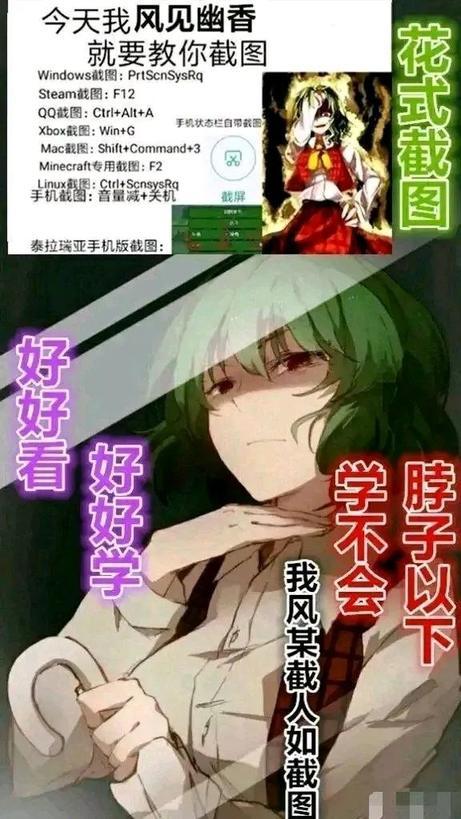 今天我风见幽香
就要教你截图
Windows截图：PrtScnSysRq
Steam截图：F12
QQ截图：Ctrl+Alt+A
Xbox截图：Win+G
Mac截图：Shift+Command+3
Minecraft专用截图：F2
Linux截图：Ctrl+ScnsysRq
手机截图：音量减+关机
泰拉瑞亚手机版截图：
手机状态栏自带截图
截屏
花式截图
好好看
好好学
脖子以下
学不会
我风某截人如截图